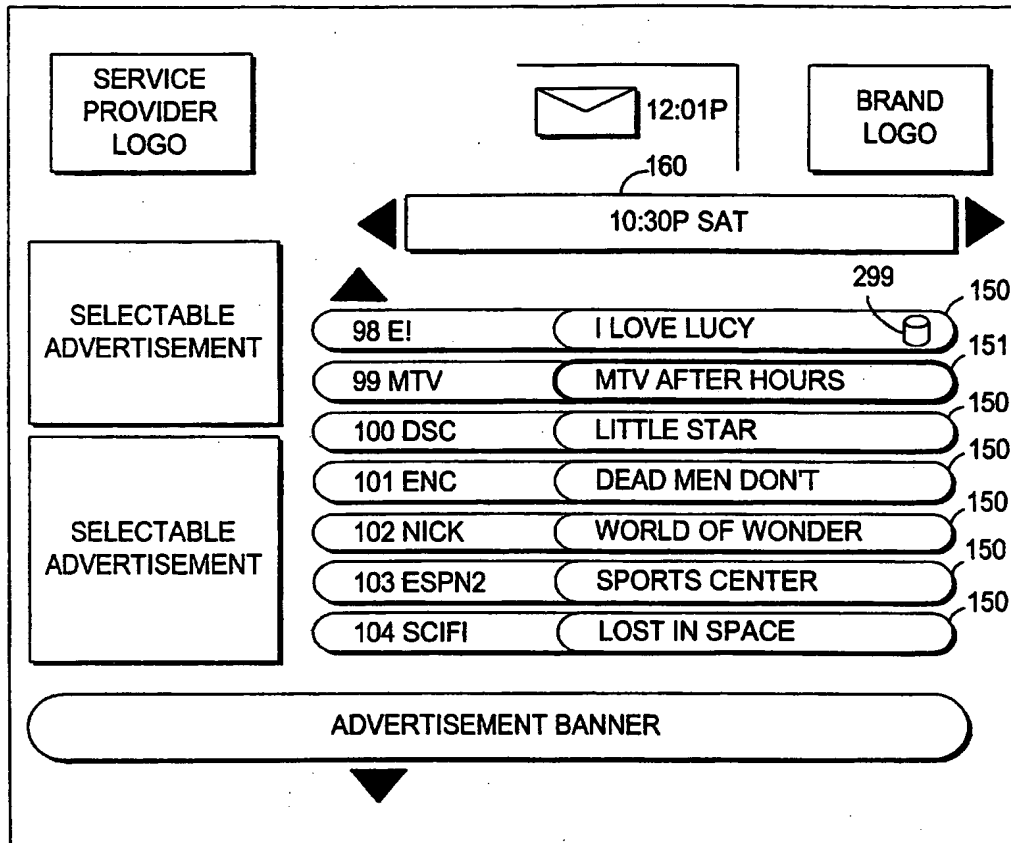 SERVICE
PROVIDER
LOGO
12:01P
BRAND
LOGO
160
10:30P SAT
SELECTABLE
ADVERTISEMENT
299
98 E! I LOVE LUCY 150
99 MTV MTV AFTER HOURS 151
100 DSC LITTLE STAR 150
101 ENC DEAD MEN DON'T 150
102 NICK WORLD OF WONDER 150
103 ESPN2 SPORTS CENTER 150
104 SCIFI LOST IN SPACE 150
SELECTABLE
ADVERTISEMENT
ADVERTISEMENT BANNER